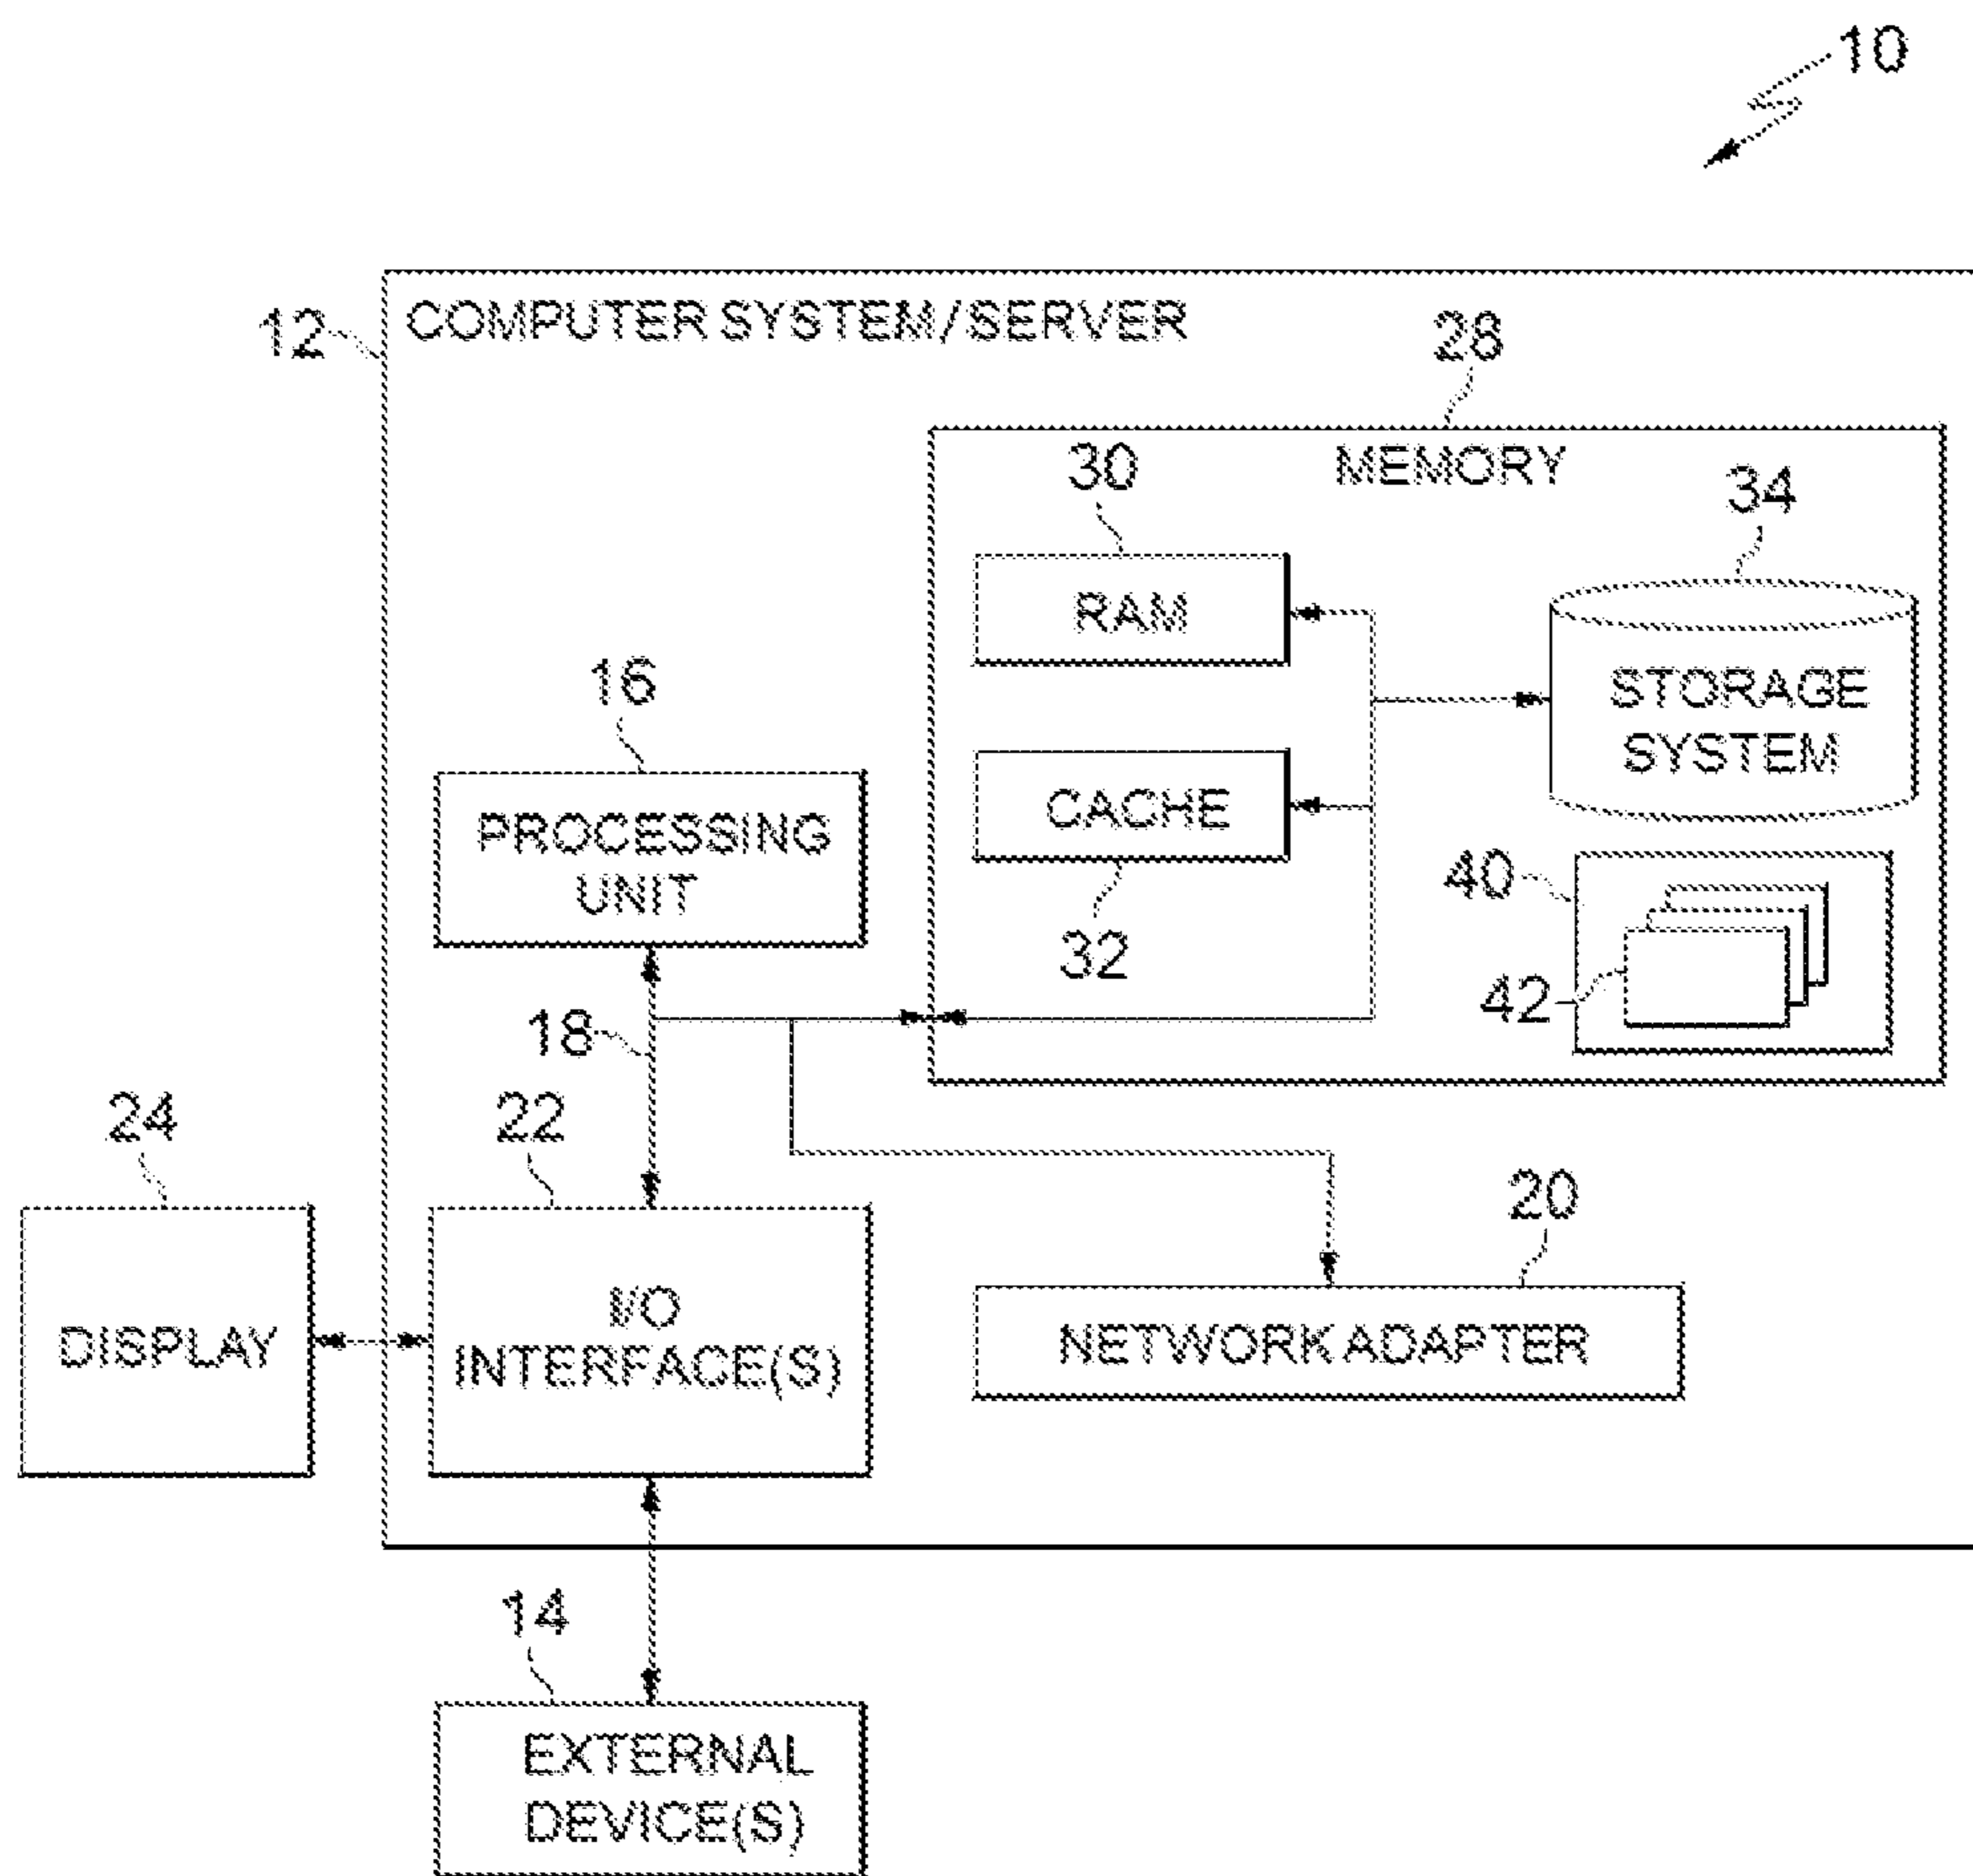 10
12
COMPUTER SYSTEM/SERVER
28
MEMORY
30
34
RAM
STORAGE
SYSTEM
16
CACHE
PROCESSING
UNIT
40
32
42
18
24
22
20
DISPLAY
I/O
INTERFACE(S)
NETWORK ADAPTER
14
EXTERNAL
DEVICE(S)